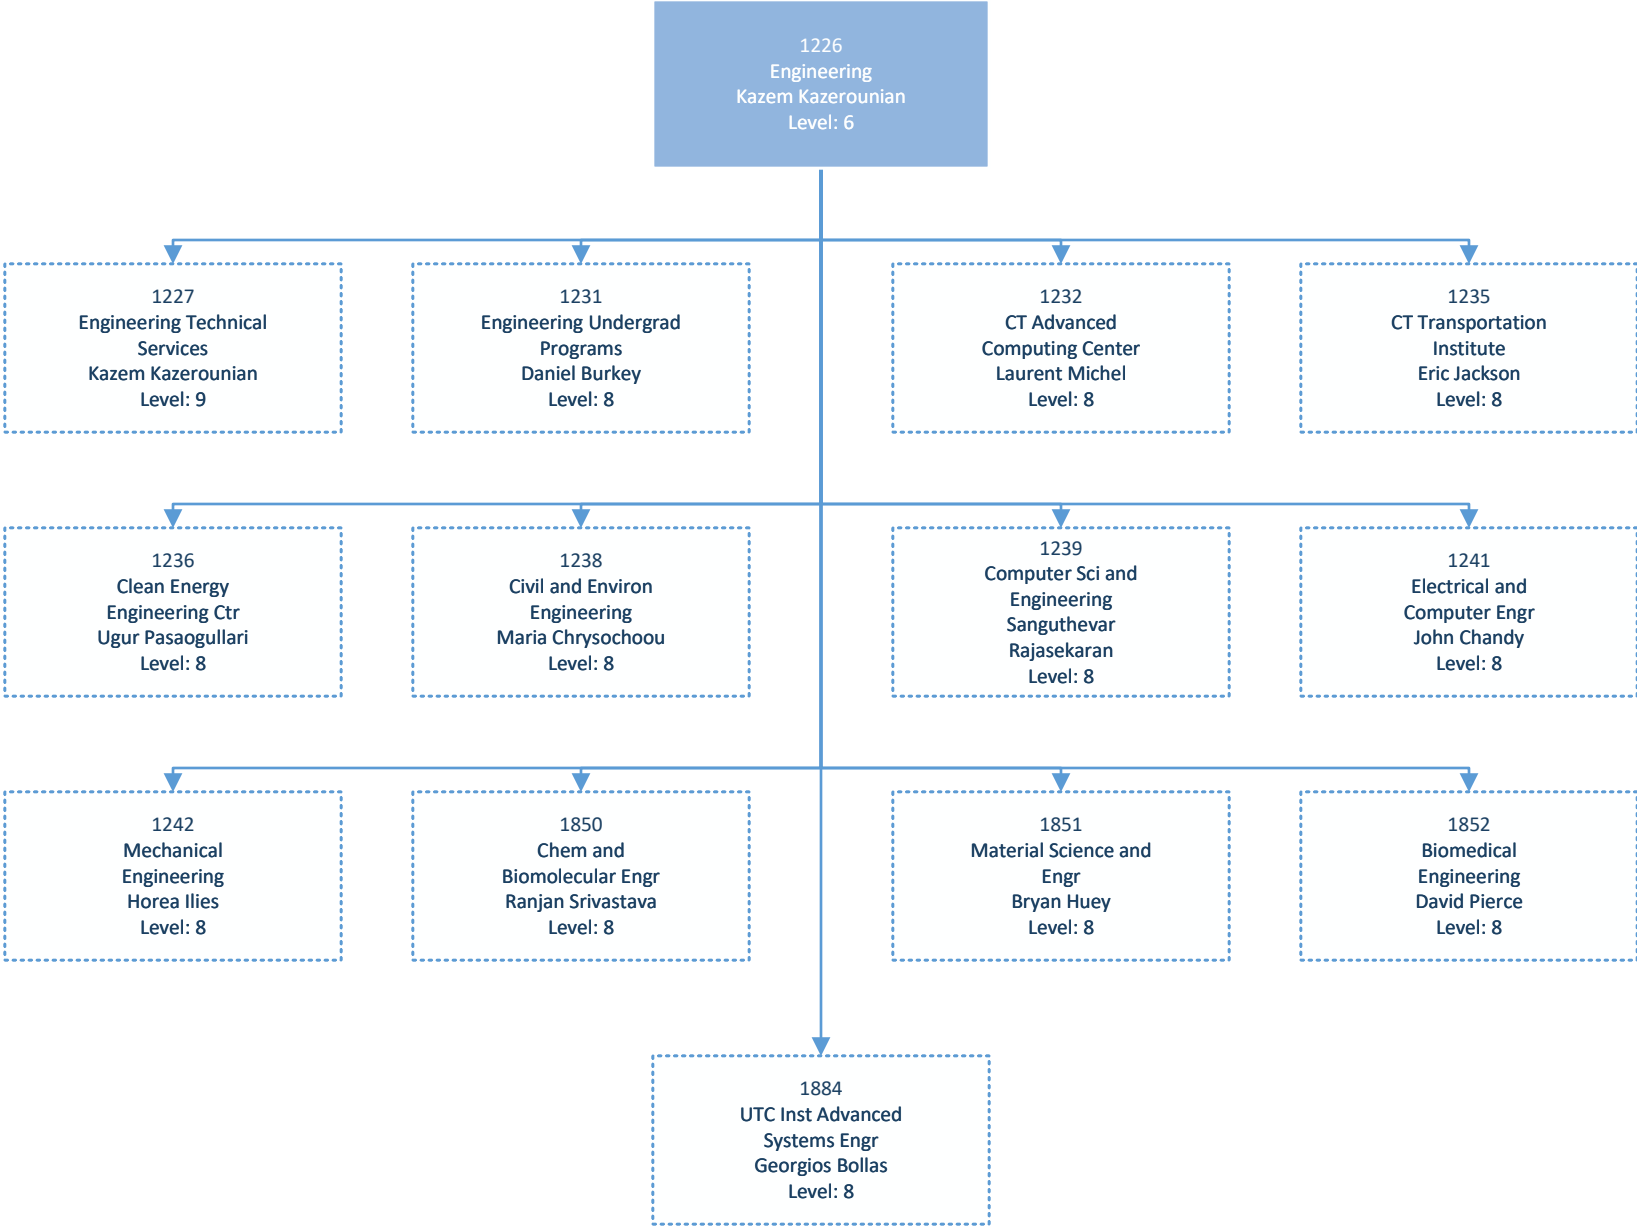 1226
Engineering
Kazem Kazerounian
Level: 6
1227
Engineering Technical
Services
Kazem Kazerounian
Level: 9
1231
Engineering Undergrad
Programs
Daniel Burkey
Level: 8
1232
CT Advanced
Computing Center
Laurent Michel
Level: 8
1235
CT Transportation
Institute
Eric Jackson
Level: 8
1236
Clean Energy
Engineering Ctr
Ugur Pasaogullari
Level: 8
1238
Civil and Environ
Engineering
Maria Chrysochoou
Level: 8
1239
Computer Sci and
Engineering
Sanguthevar
Rajasekaran
Level: 8
1241
Electrical and
Computer Engr
John Chandy
Level: 8
1242
Mechanical
Engineering
Horea Ilies
Level: 8
1850
Chem and
Biomolecular Engr
Ranjan Srivastava
Level: 8
1851
Material Science and
Engr
Bryan Huey
Level: 8
1852
Biomedical
Engineering
David Pierce
Level: 8
1884
UTC Inst Advanced
Systems Engr
Georgios Bollas
Level: 8